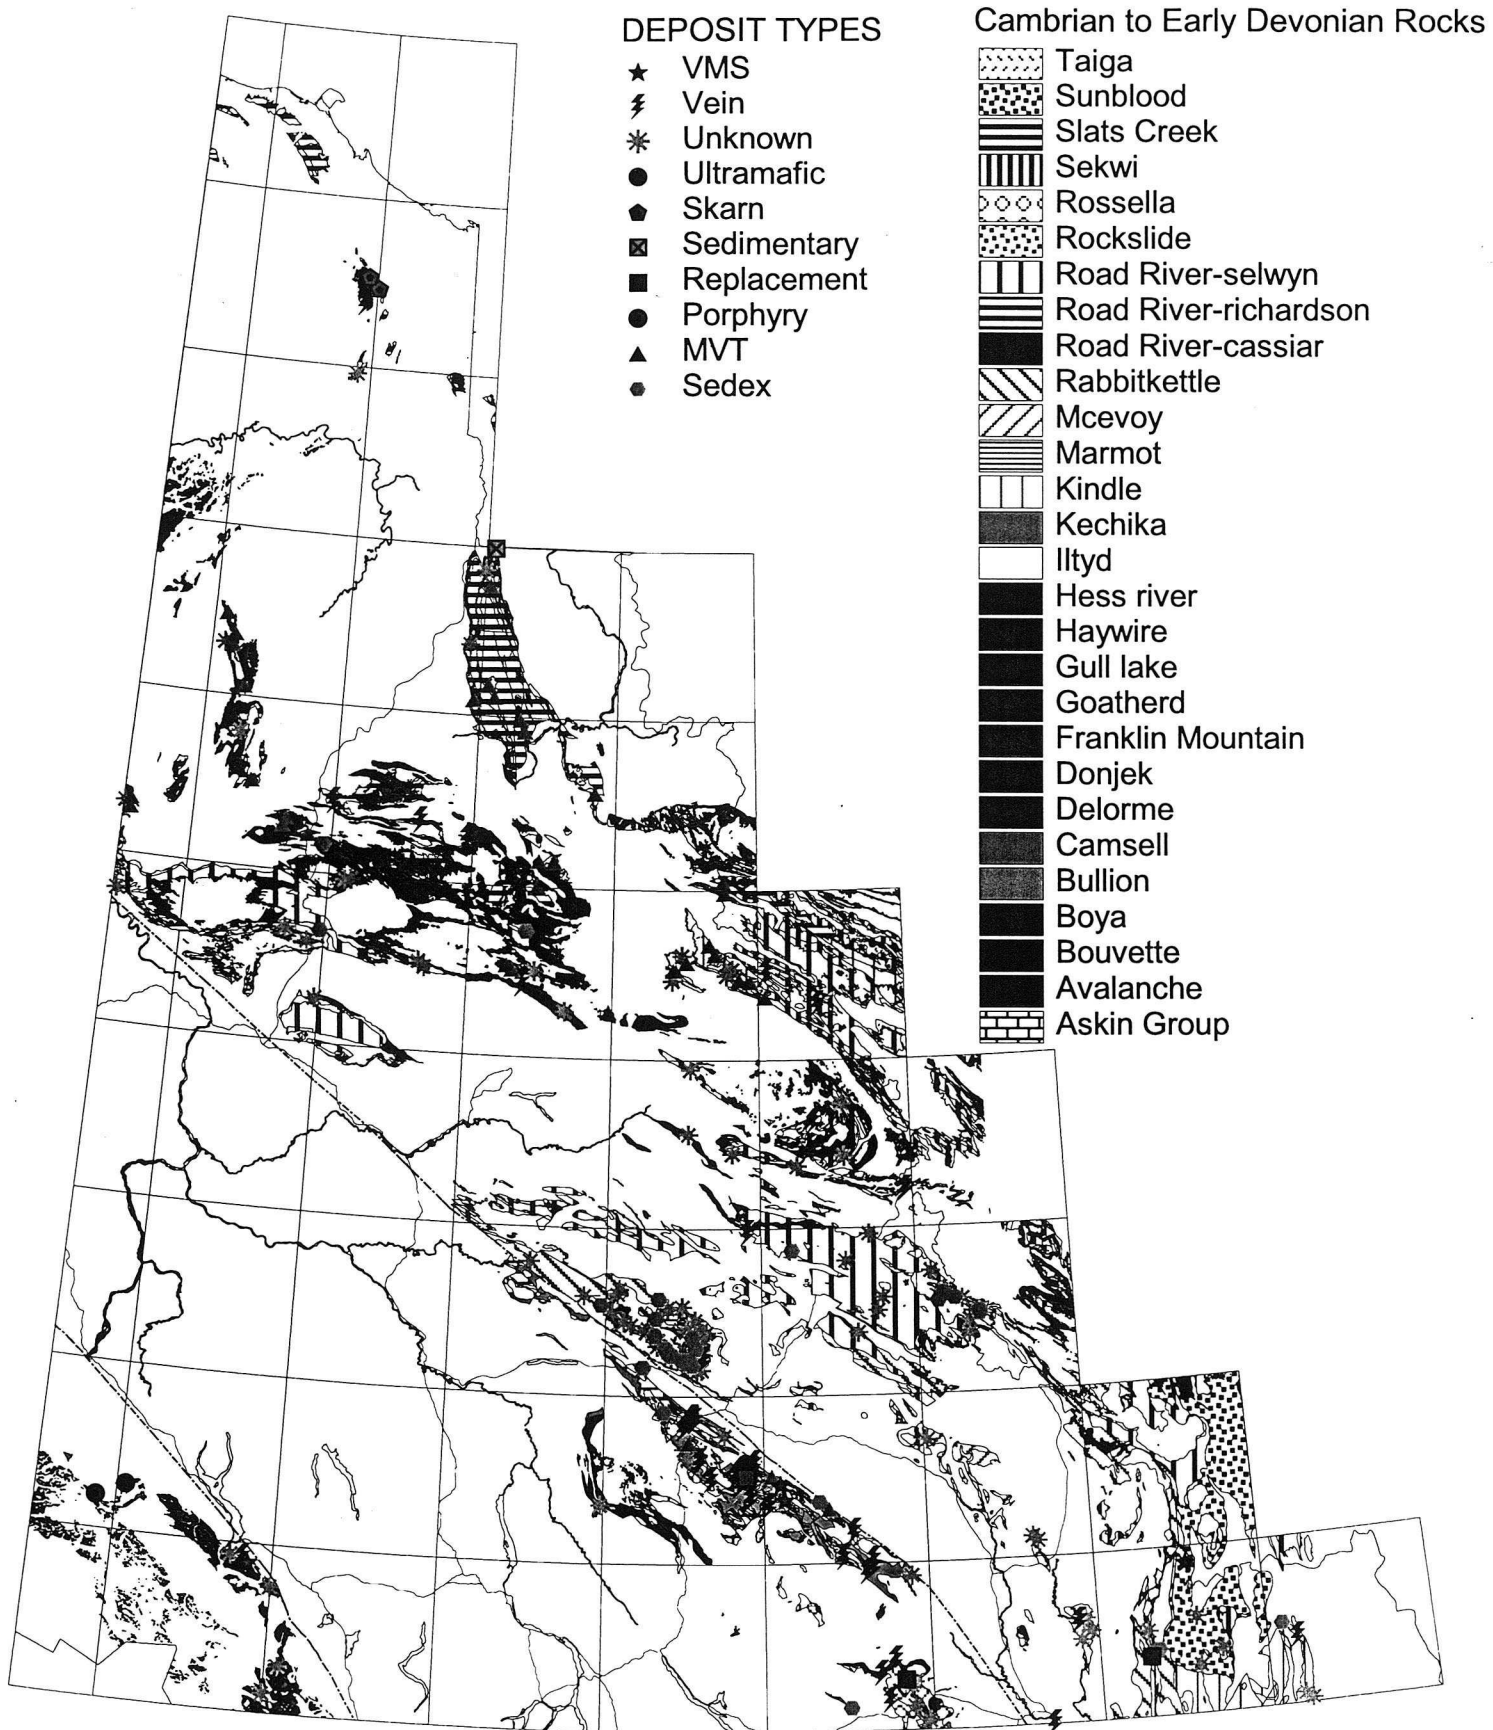 DEPOSIT TYPES
VMS
Vein
Unknown
Ultramafic
Skarn
Sedimentary
Replacement
Porphyry
MVT
Sedex
Cambrian to Early Devonian Rocks
Taiga
Sunblood
Slats Creek
Sekwi
Rossella
Rockslide
Road River-selwyn
Road River-richardson
Road River-cassiar
Rabbitkettle
Mcevoy
Marmot
Kindle
Kechika
Iltyd
Hess river
Haywire
Gull lake
Goatherd
Franklin Mountain
Donjek
Delorme
Camsell
Bullion
Boya
Bouvette
Avalanche
Askin Group